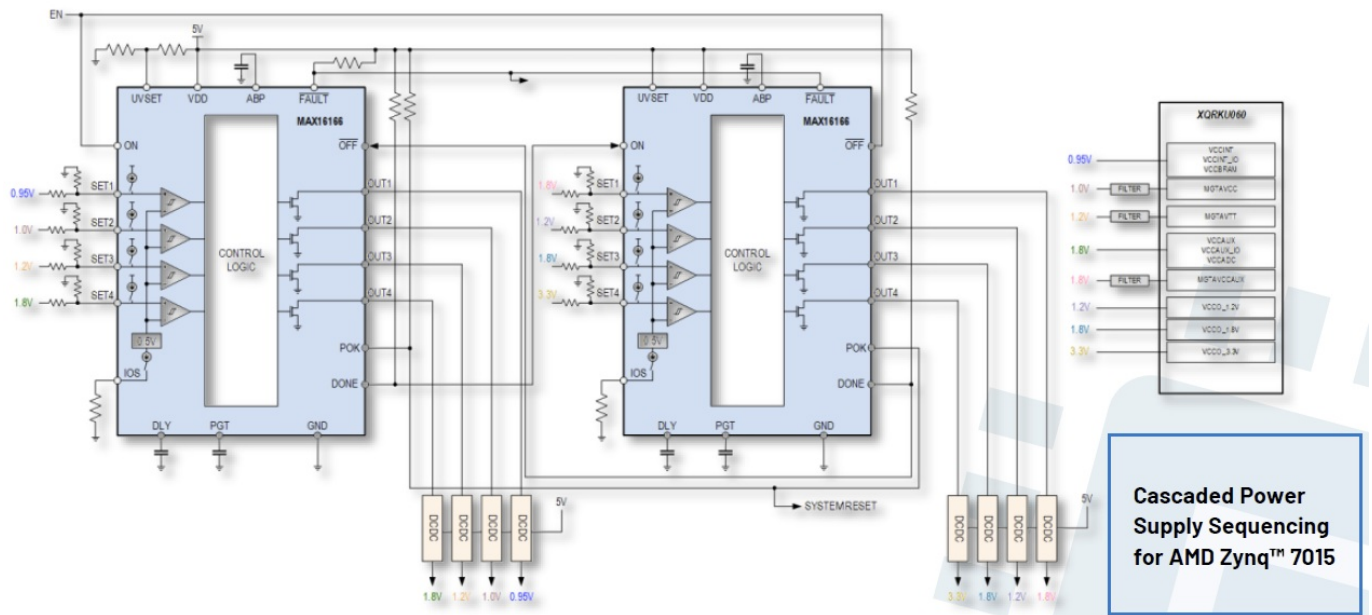 EN
5V
UVSET VDD ABP FAULT
MAX16166
ON
OFF
SET1
0.95V
SET2
1.0V
SET3
1.2V
SET4
1.8V
CONTROL
LOGIC
OUT1
OUT2
OUT3
OUT4
0.5V
IOS
POK
DONE
DLY PGT GND
DCDC DCDC DCDC DCDC
5V
1.8V 1.2V 1.0V 0.95V
UVSET VDD ABP FAULT
MAX16166
ON
OFF
1.8V
SET1
1.2V
SET2
1.8V
SET3
3.3V
SET4
CONTROL
LOGIC
OUT1
OUT2
OUT3
OUT4
0.5V
IOS
POK
DONE
DLY PGT GND
SYSTEMRESET
DCDC DCDC DCDC DCDC
5V
3.3V 1.8V 1.2V 1.8V
XQRKU060
0.95V
VCCINT
VCCINT_IO
VCCBRAM
1.0V FILTER MGTAVCC
1.2V FILTER MGTAVTT
1.8V
VCCAUX
VCCAUX_IO
VCCADC
1.8V FILTER MGTAVCCAUX
1.2V VCCO_1.2V
1.8V VCCO_1.8V
3.3V VCCO_3.3V
Cascaded Power
Supply Sequencing
for AMD Zynq™ 7015